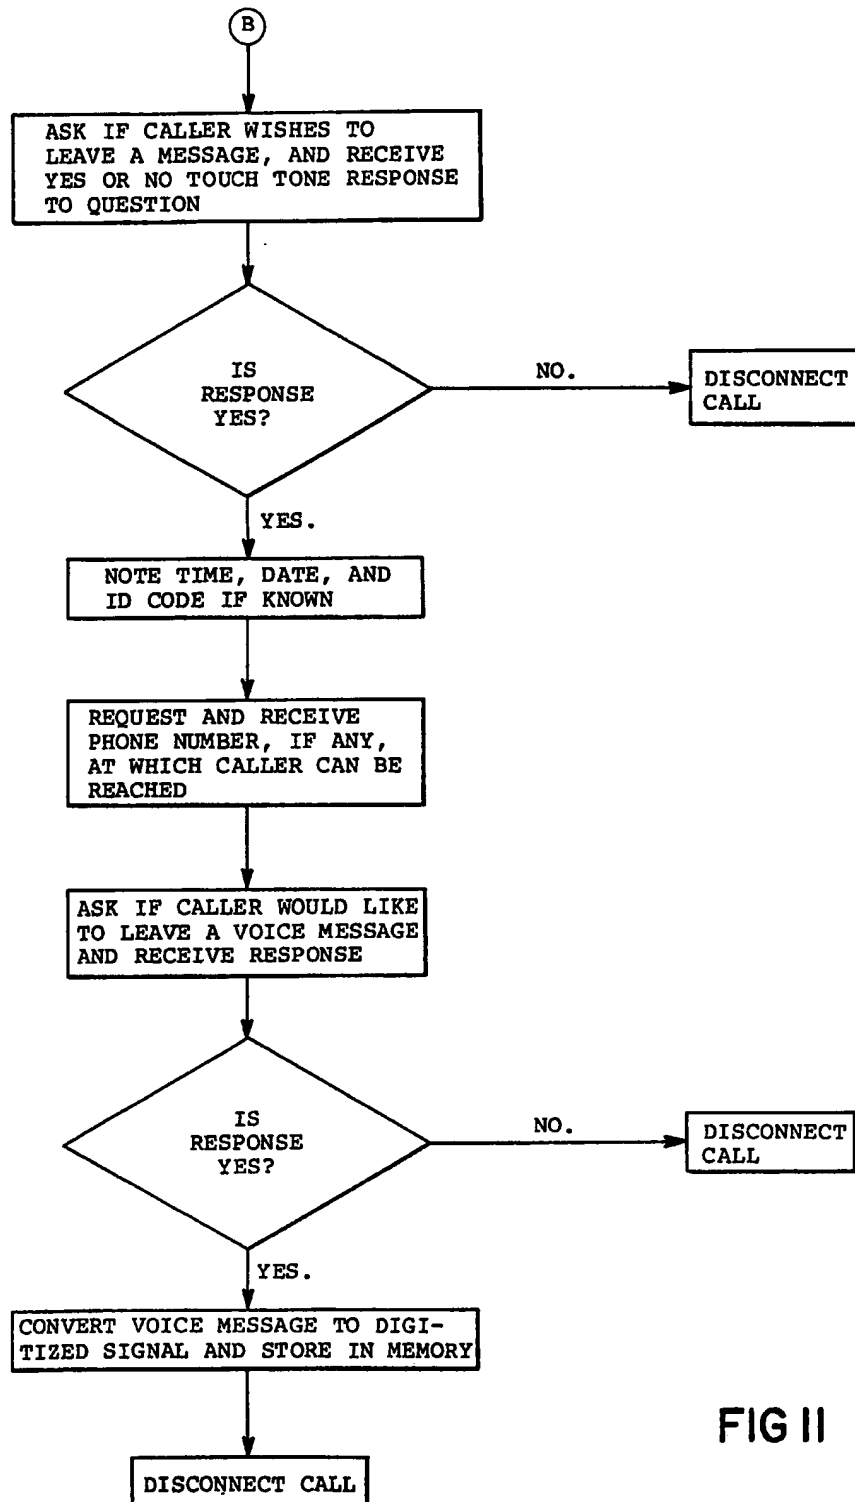 B
ASK IF CALLER WISHES TO
LEAVE A MESSAGE, AND RECEIVE
YES OR NO TOUCH TONE RESPONSE
TO QUESTION
IS
RESPONSE
YES?
NO.
DISCONNECT
CALL
YES.
NOTE TIME, DATE, AND
ID CODE IF KNOWN
REQUEST AND RECEIVE
PHONE NUMBER, IF ANY,
AT WHICH CALLER CAN BE
REACHED
ASK IF CALLER WOULD LIKE
TO LEAVE A VOICE MESSAGE
AND RECEIVE RESPONSE
IS
RESPONSE
YES?
NO.
DISCONNECT
CALL
YES.
CONVERT VOICE MESSAGE TO DIGI-
TIZED SIGNAL AND STORE IN MEMORY
DISCONNECT CALL
FIG 11